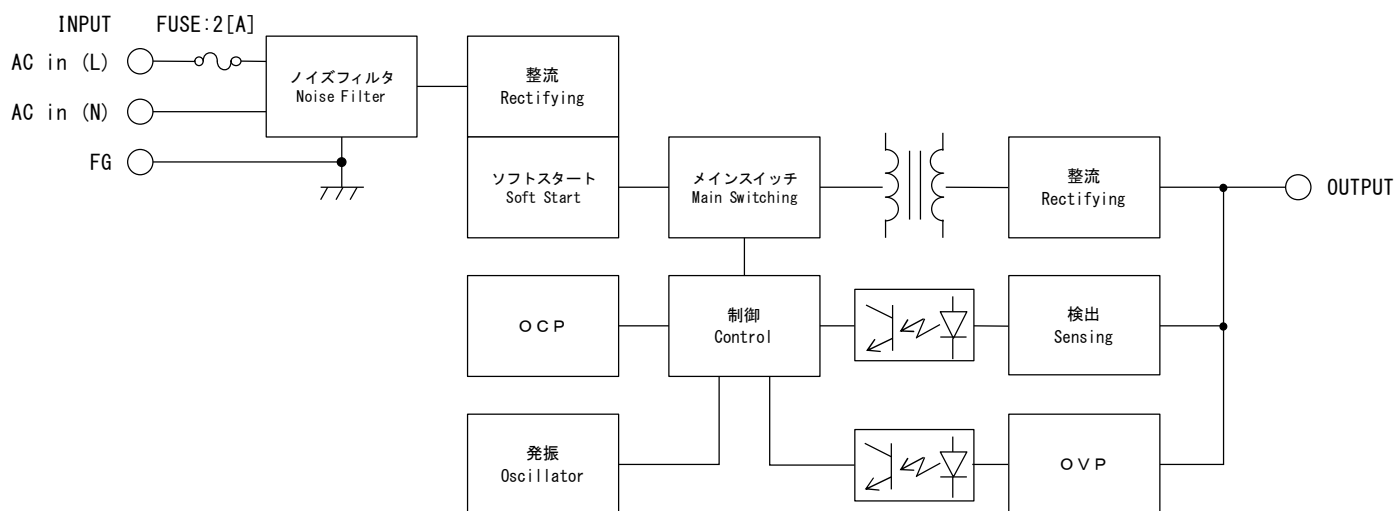 INPUT
FUSE:2[A]
AC in (L)
AC in (N)
FG
ノイズフィルタ
Noise Filter
整流
Rectifying
ソフトスタート
Soft Start
メインスイッチ
Main Switching
整流
Rectifying
OUTPUT
ＯＣＰ
制御
Control
検出
Sensing
発振
Oscillator
ＯＶＰ